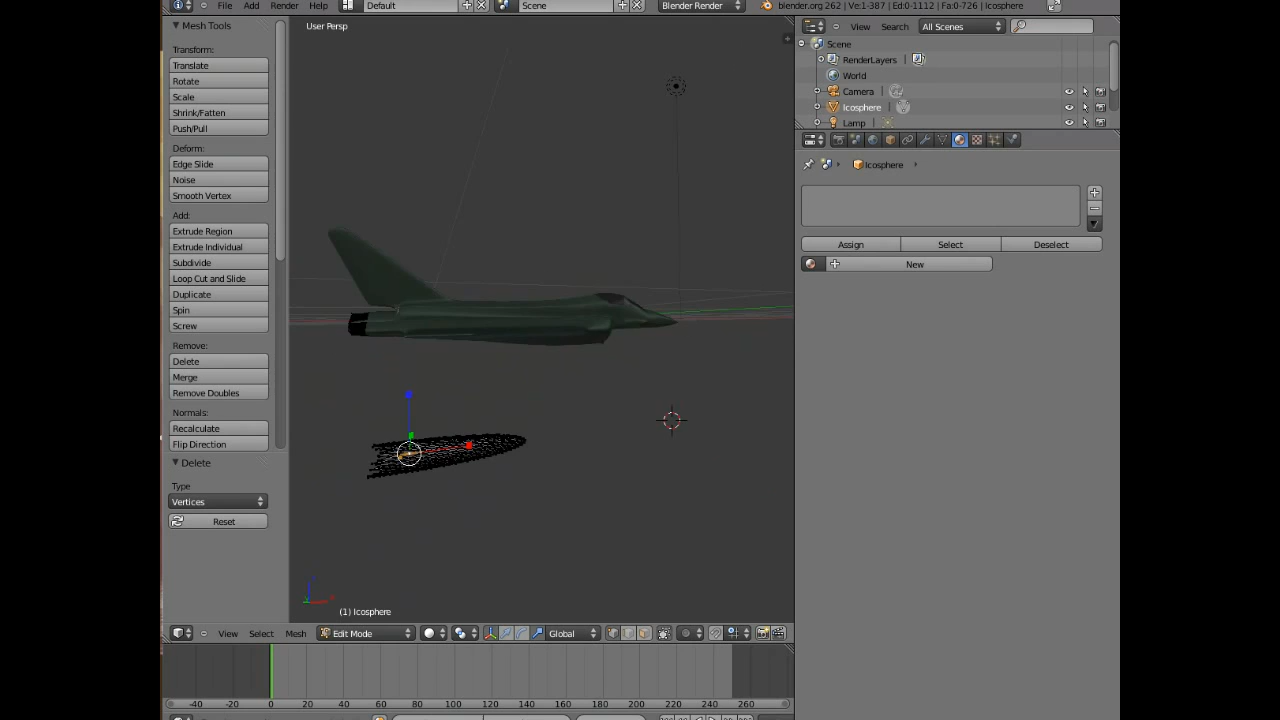 File Add Render Help Default Scene Blender Render blender.org 262 | Ve:1-387 | Ed:0-1112 | Fa:0-726 | Icosphere
Mesh Tools
Transform:
Translate
Rotate
Scale
Shrink/Fatten
Push/Pull
Deform:
Edge Slide
Noise
Smooth Vertex
Add:
Extrude Region
Extrude Individual
Subdivide
Loop Cut and Slide
Duplicate
Spin
Screw
Remove:
Delete
Merge
Remove Doubles
Normals:
Recalculate
Flip Direction
Delete
Type
Vertices
Reset
User Persp
(1) Icosphere
View Select Mesh Edit Mode Global
-40 -20 0 20 40 60 80 100 120 140 160 180 200 220 240 260
View Search All Scenes
Scene
RenderLayers
World
Camera
Icosphere
Lamp
Icosphere
Assign Select Deselect
New